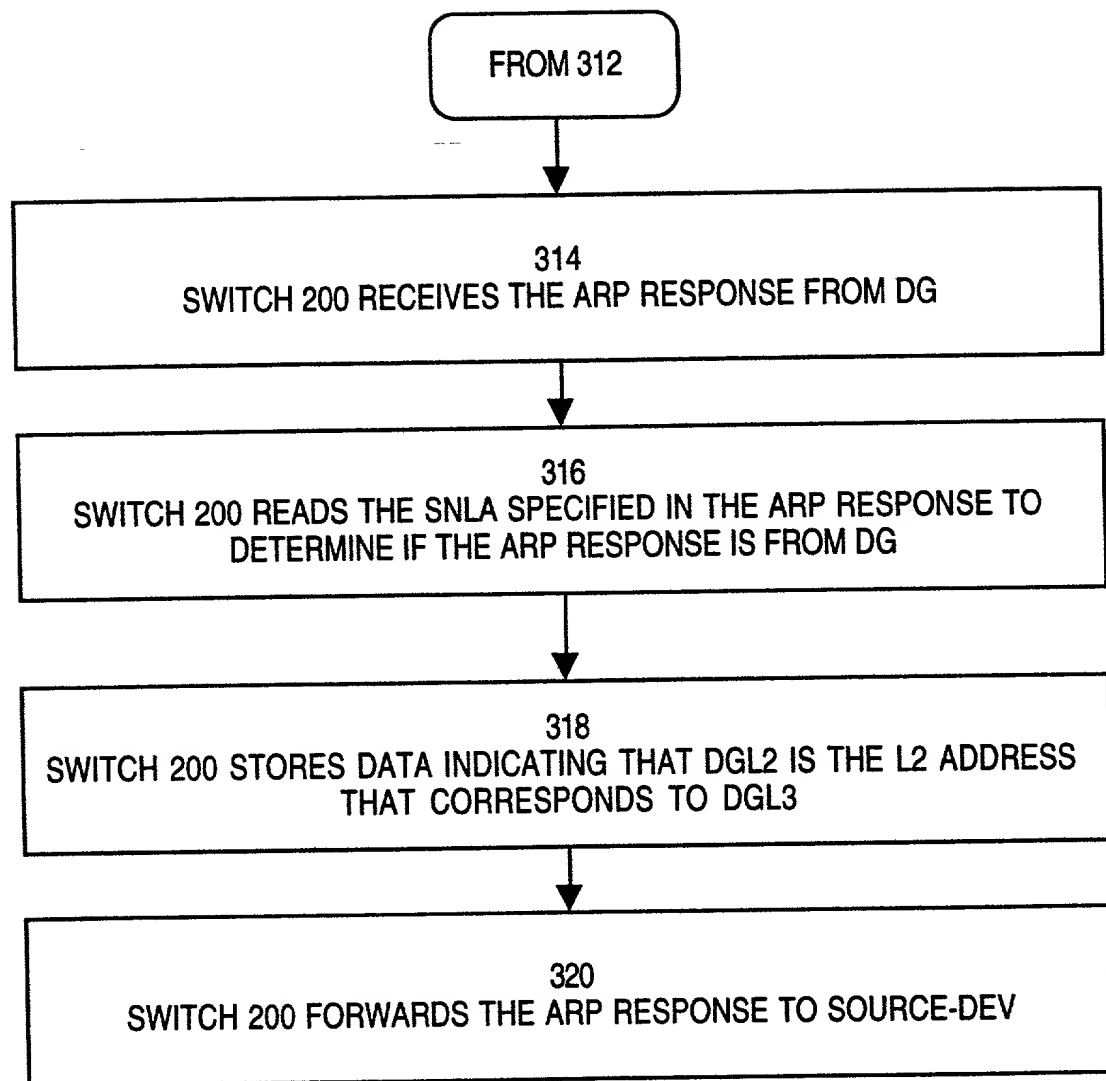 FROM 312
314
SWITCH 200 RECEIVES THE ARP RESPONSE FROM DG
316
SWITCH 200 READS THE SNLA SPECIFIED IN THE ARP RESPONSE TO
DETERMINE IF THE ARP RESPONSE IS FROM DG
318
SWITCH 200 STORES DATA INDICATING THAT DGL2 IS THE L2 ADDRESS
THAT CORRESPONDS TO DGL3
320
SWITCH 200 FORWARDS THE ARP RESPONSE TO SOURCE-DEV